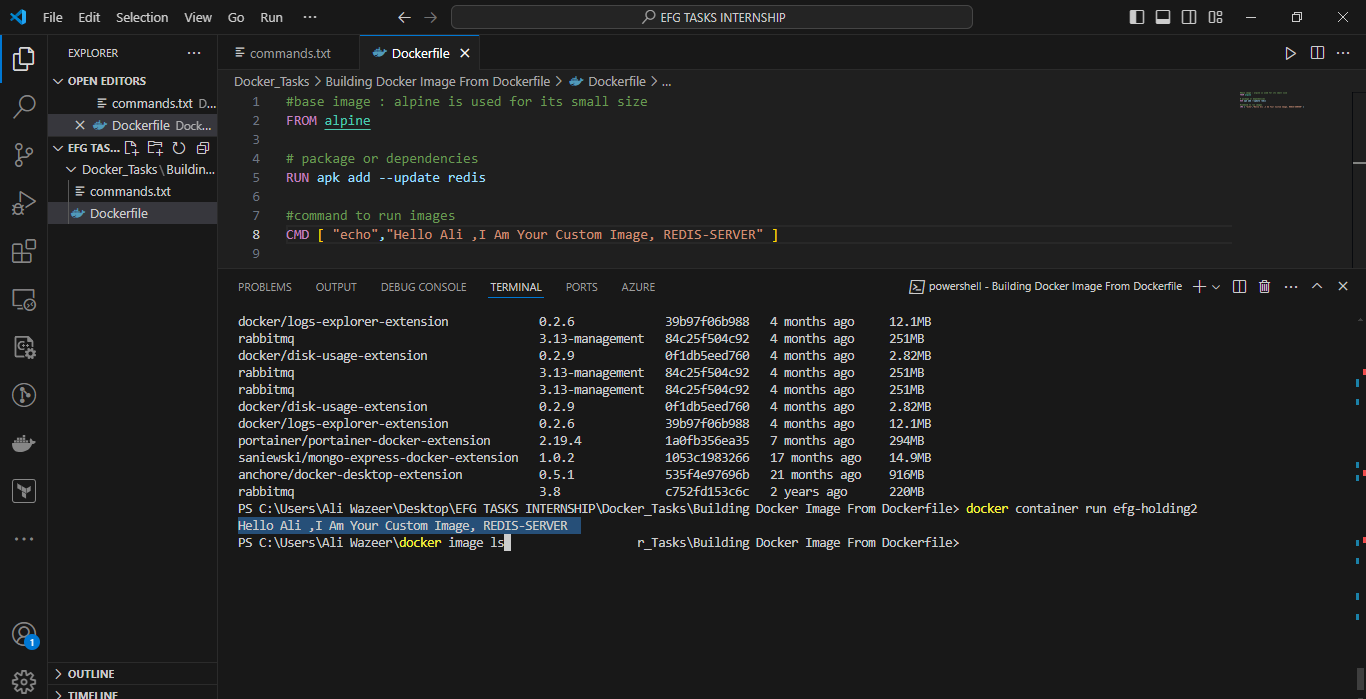 File Edit Selection View Go Run ··· EFG TASKS INTERNSHIP
EXPLORER ···
OPEN EDITORS
commands.txt D...
Dockerfile Dock...
EFG TAS...
Docker_Tasks \ Buildin...
commands.txt
Dockerfile
OUTLINE
TIMELINE
1
commands.txt Dockerfile
Docker_Tasks > Building Docker Image From Dockerfile > Dockerfile > ...
1 #base image : alpine is used for its small size
2 FROM alpine
3
4 # package or dependencies
5 RUN apk add --update redis
6
7 #command to run images
8 CMD [ "echo","Hello Ali ,I Am Your Custom Image, REDIS-SERVER" ]
9
PROBLEMS OUTPUT DEBUG CONSOLE TERMINAL PORTS AZURE powershell - Building Docker Image From Dockerfile
docker/logs-explorer-extension 0.2.6 39b97f06b988 4 months ago 12.1MB
rabbitmq 3.13-management 84c25f504c92 4 months ago 251MB
docker/disk-usage-extension 0.2.9 0f1db5eed760 4 months ago 2.82MB
rabbitmq 3.13-management 84c25f504c92 4 months ago 251MB
rabbitmq 3.13-management 84c25f504c92 4 months ago 251MB
docker/disk-usage-extension 0.2.9 0f1db5eed760 4 months ago 2.82MB
docker/logs-explorer-extension 0.2.6 39b97f06b988 4 months ago 12.1MB
portainer/portainer-docker-extension 2.19.4 1a0fb356ea35 7 months ago 294MB
saniewski/mongo-express-docker-extension 1.0.2 1053c1983266 17 months ago 14.9MB
anchore/docker-desktop-extension 0.5.1 535f4e97696b 21 months ago 916MB
rabbitmq 3.8 c752fd153c6c 2 years ago 220MB
PS C:\Users\Ali Wazeer\Desktop\EFG TASKS INTERNSHIP\Docker_Tasks\Building Docker Image From Dockerfile> docker container run efg-holding2
Hello Ali ,I Am Your Custom Image, REDIS-SERVER
PS C:\Users\Ali Wazeer\docker image ls r_Tasks\Building Docker Image From Dockerfile>